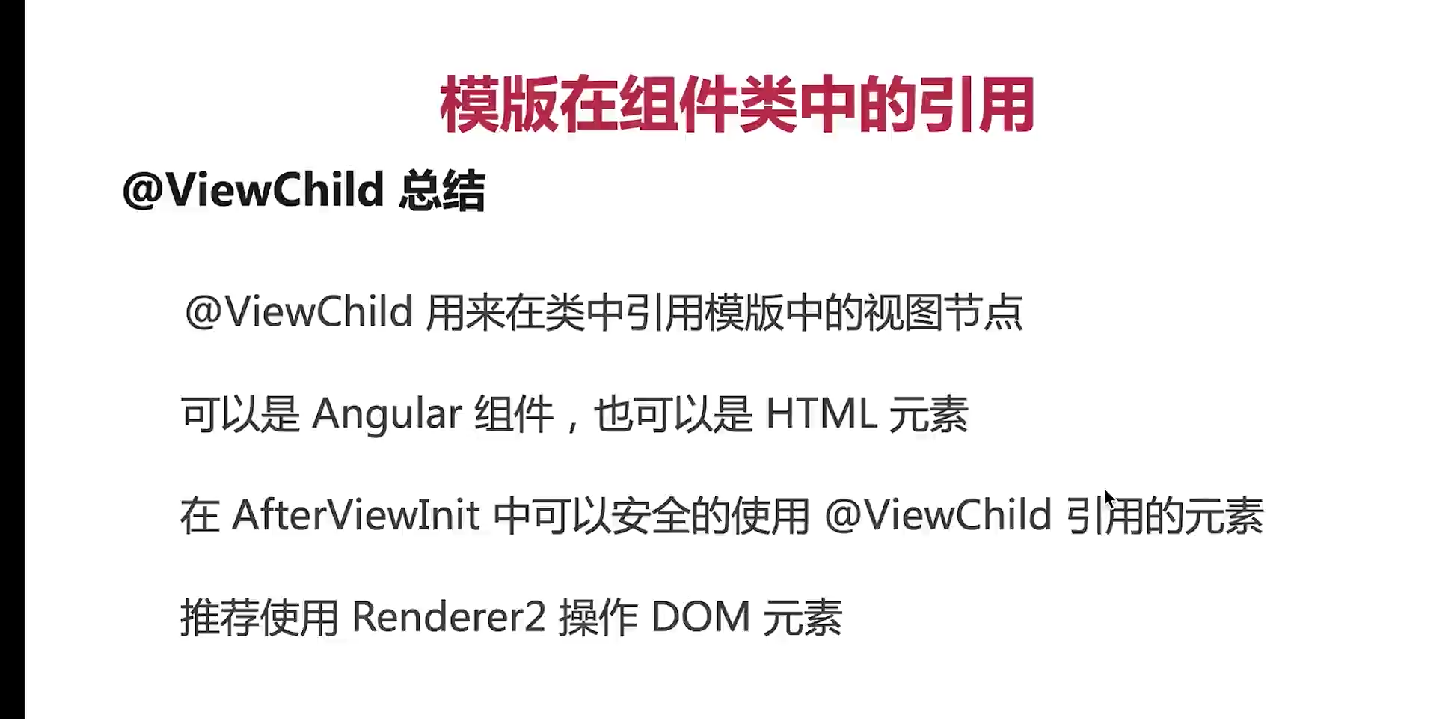 模版在组件类中的引用
@ViewChild 总结
@ViewChild 用来在类中引用模版中的视图节点
可以是 Angular 组件，也可以是 HTML 元素
在 AfterViewInit 中可以安全的使用 @ViewChild 引用的元素
推荐使用 Renderer2 操作 DOM 元素